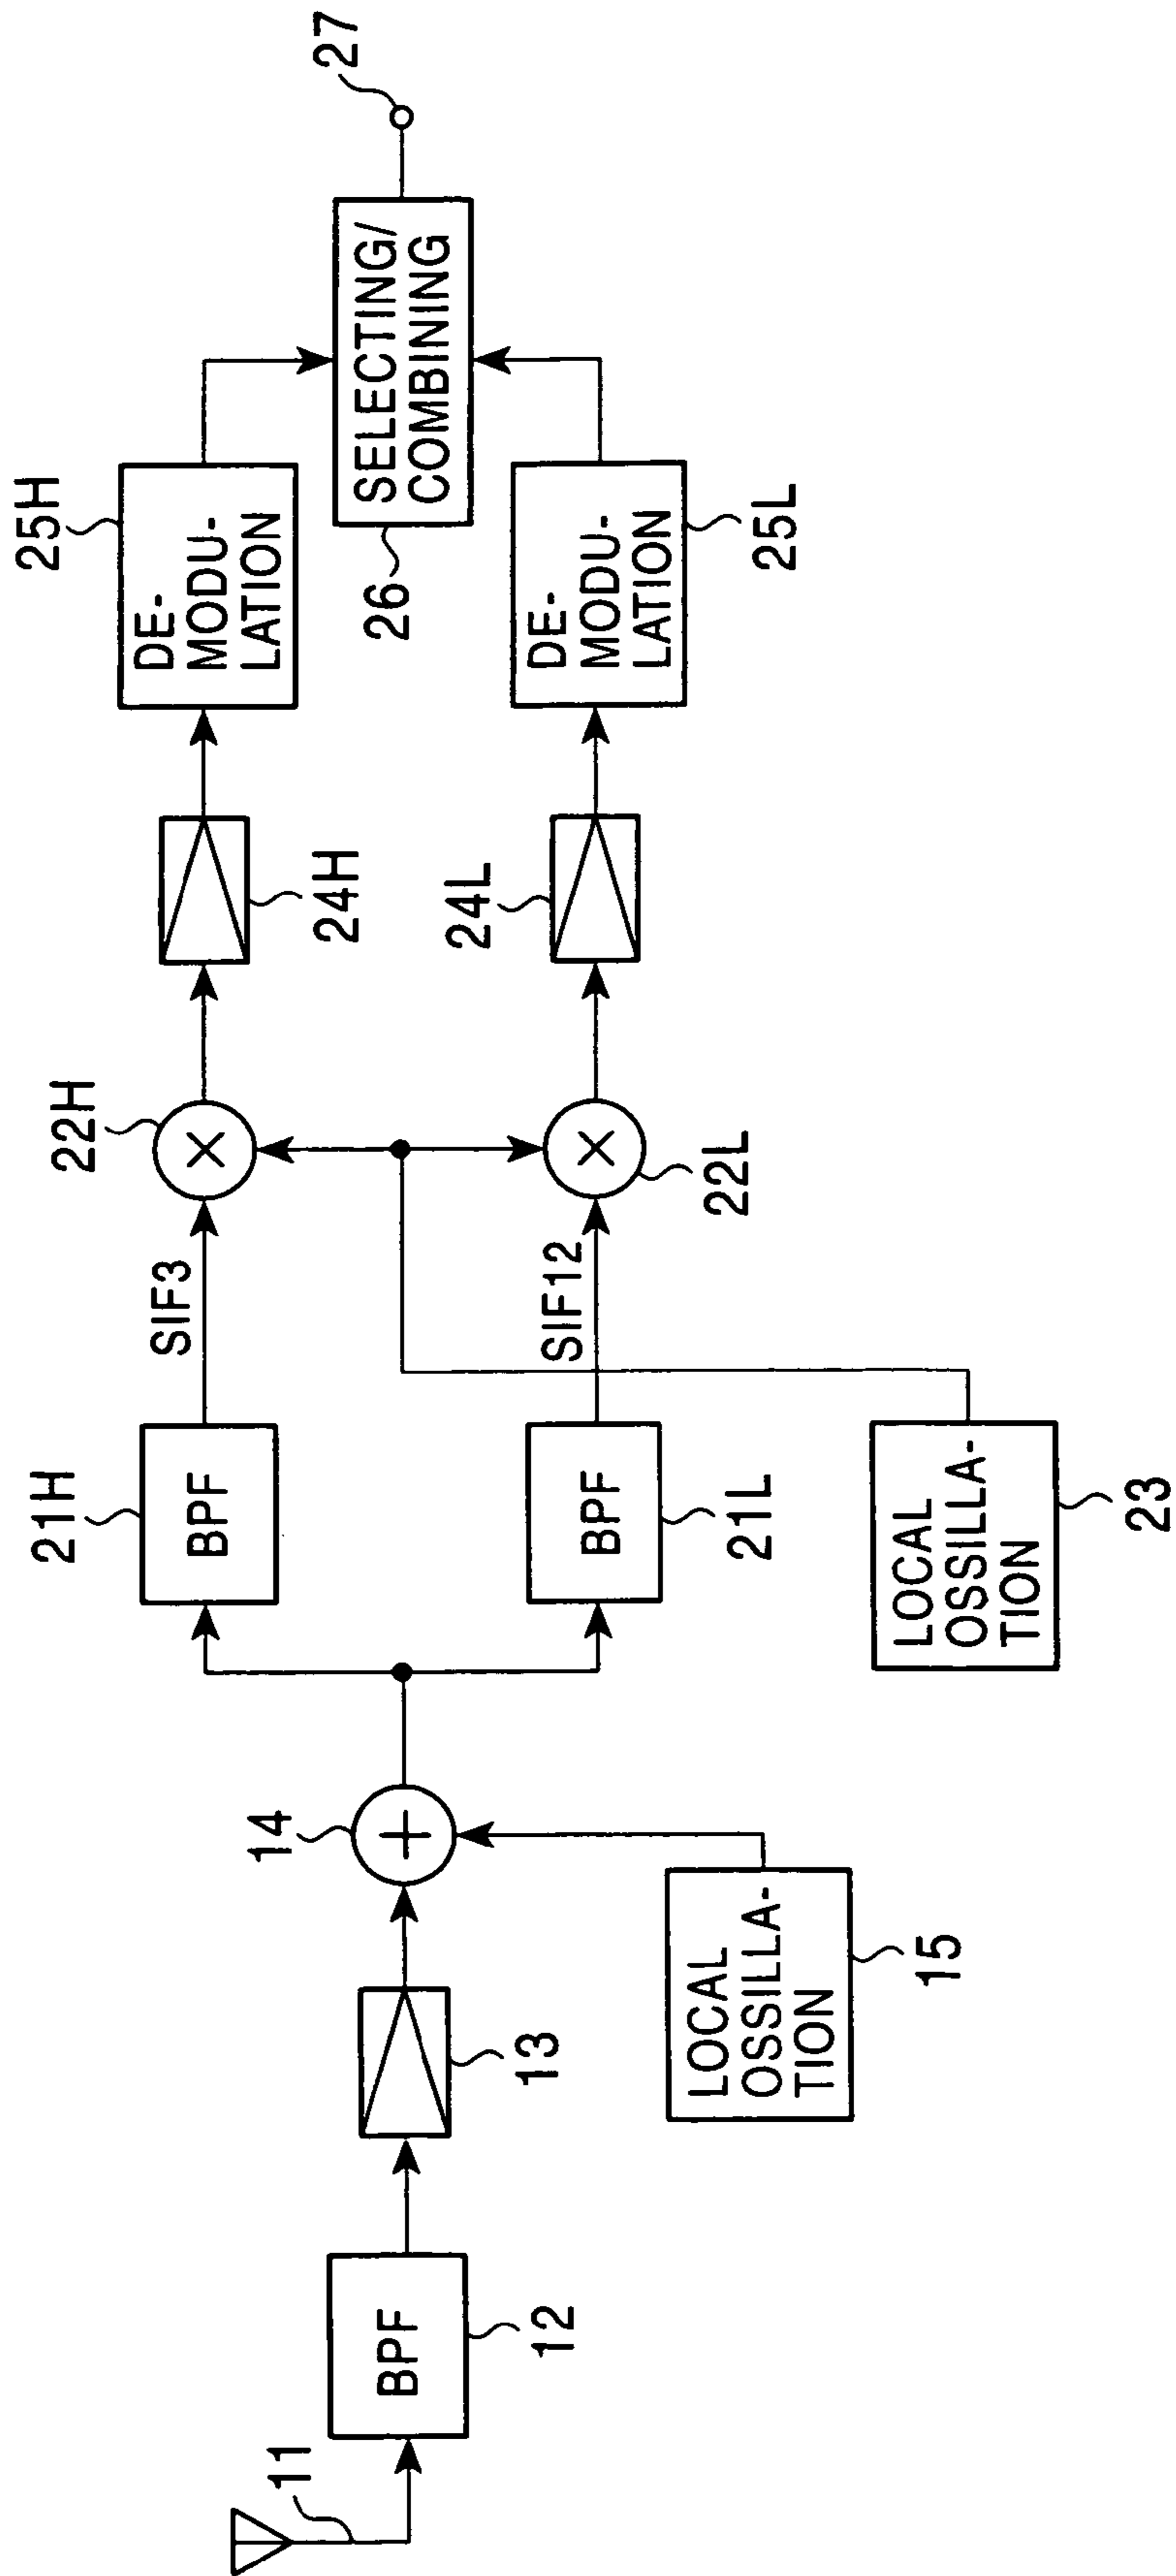 11
BPF
12
13
14
LOCAL
OSSILLA-
TION
15
21H
BPF
SIF3
22H
24H
25H
DE-
MODU-
LATION
BPF
21L
SIF12
22L
24L
DE-
MODU-
LATION
25L
LOCAL
OSSILLA-
TION
23
SELECTING/
COMBINING
26
27